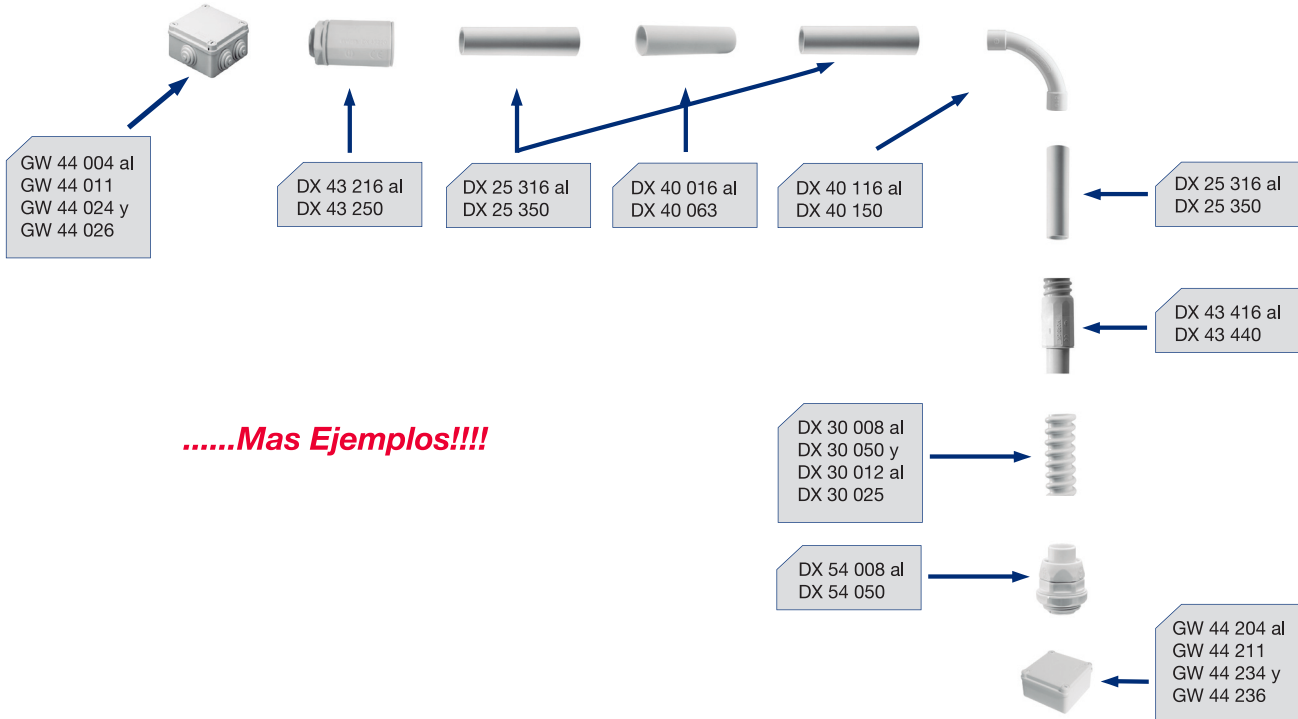 GW 44 004 al
GW 44 011
GW 44 024 y
GW 44 026
DX 43 216 al
DX 43 250
DX 25 316 al
DX 25 350
DX 40 016 al
DX 40 063
DX 40 116 al
DX 40 150
DX 25 316 al
DX 25 350
DX 43 416 al
DX 43 440
......Mas Ejemplos!!!!
DX 30 008 al
DX 30 050 y
DX 30 012 al
DX 30 025
DX 54 008 al
DX 54 050
GW 44 204 al
GW 44 211
GW 44 234 y
GW 44 236